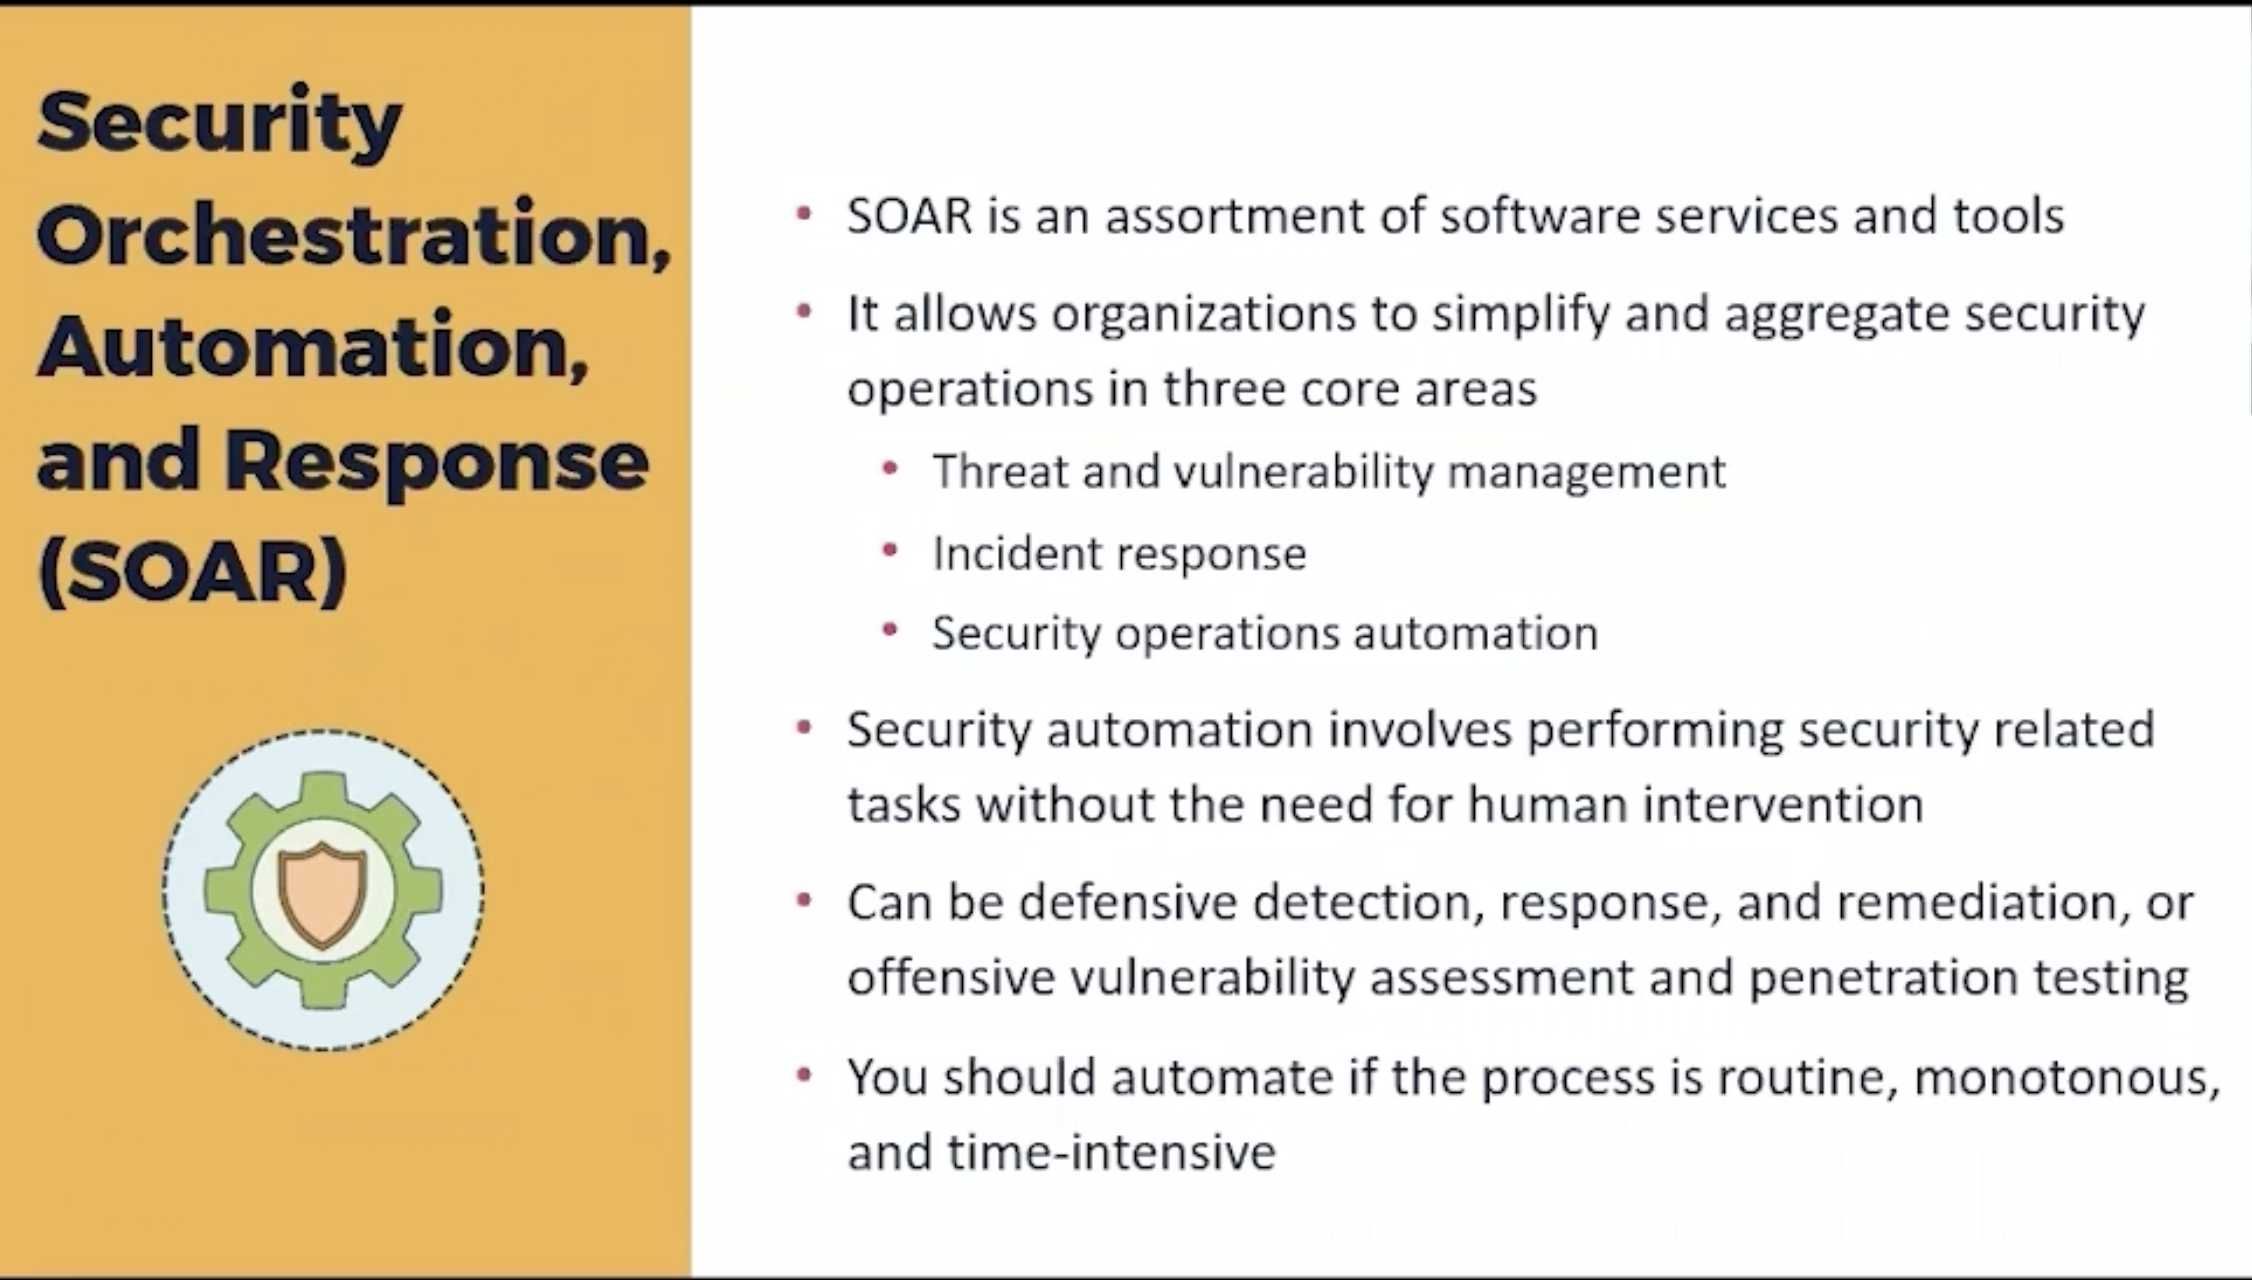 Security
Orchestration,
Automation,
and Response
(SOAR)
• SOAR is an assortment of software services and tools
• It allows organizations to simplify and aggregate security
operations in three core areas
• Threat and vulnerability management
• Incident response
• Security operations automation
• Security automation involves performing security related
tasks without the need for human intervention
• Can be defensive detection, response, and remediation, or
offensive vulnerability assessment and penetration testing
• You should automate if the process is routine, monotonous,
and time-intensive